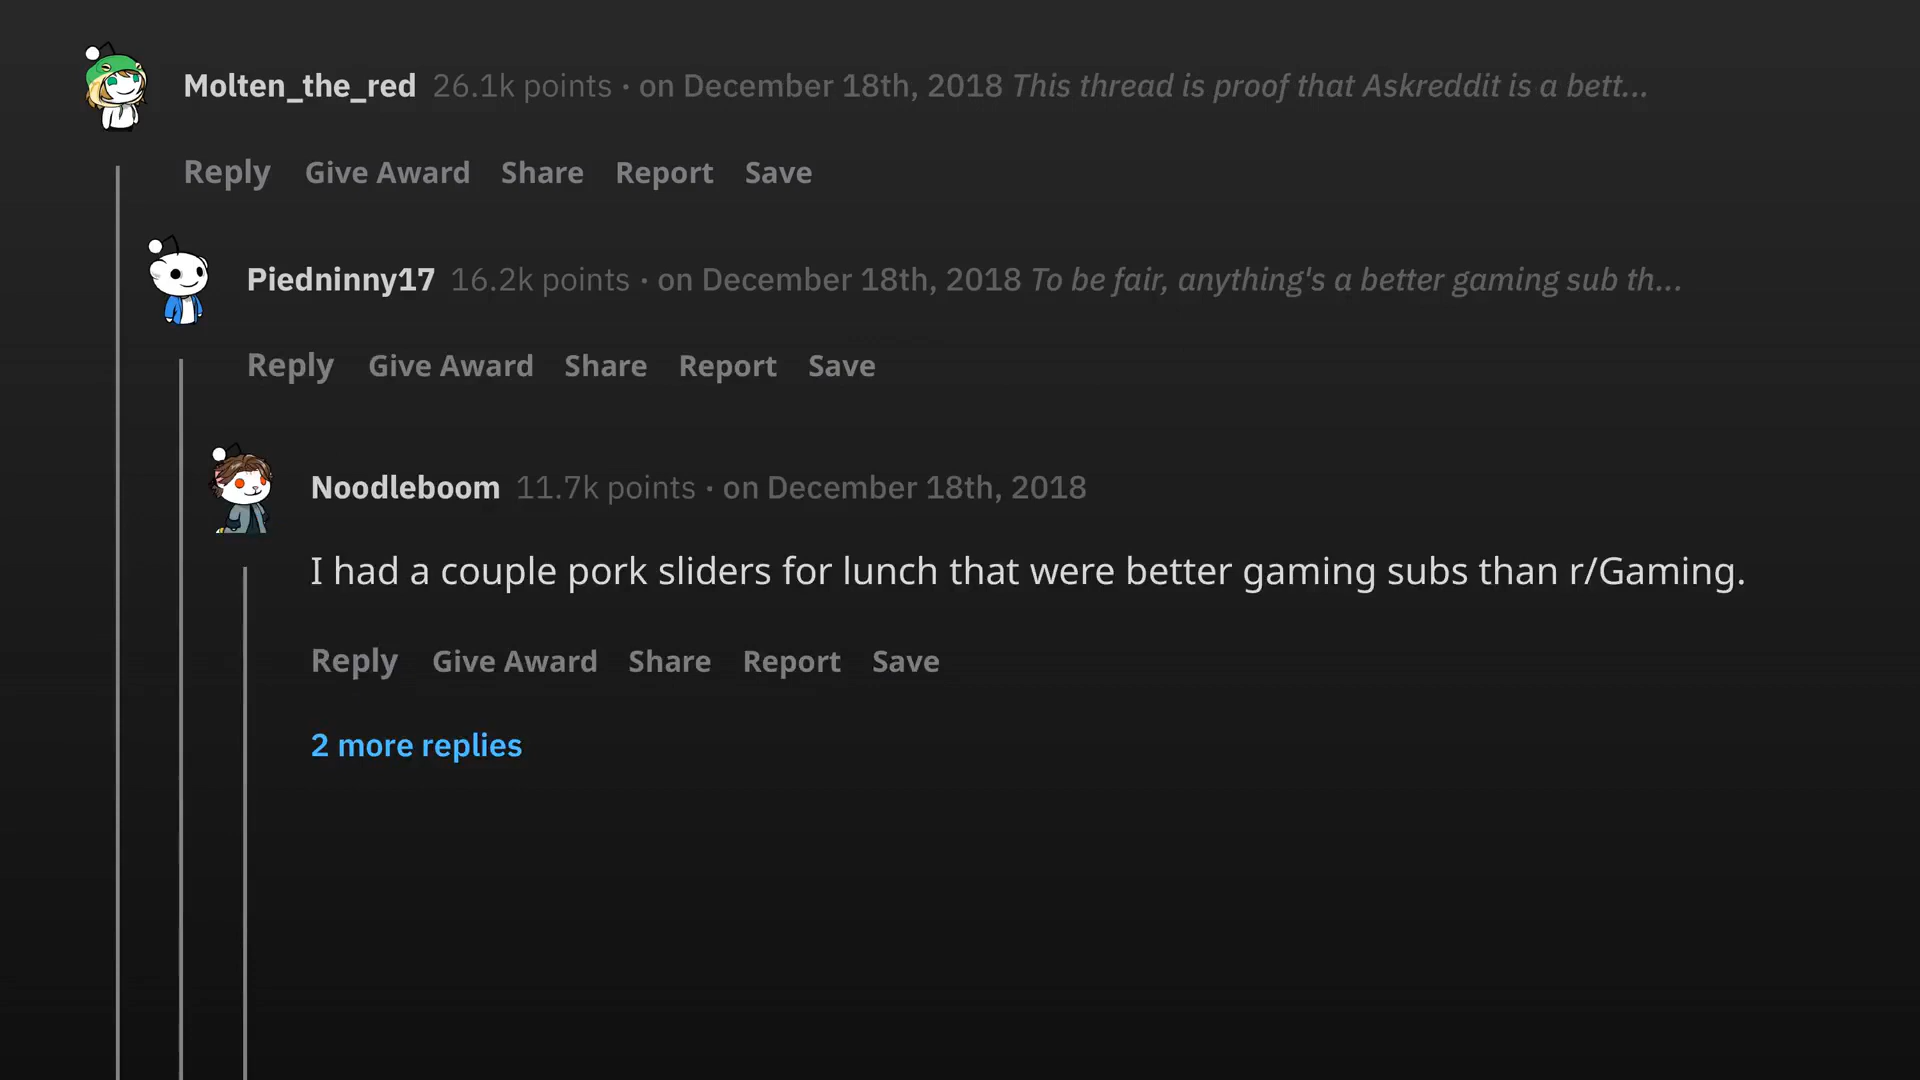 Molten_the_red 26.1k points · on December 18th, 2018 This thread is proof that Askreddit is a bett...
Reply Give Award Share Report Save
Piedninny17 16.2k points · on December 18th, 2018 To be fair, anything's a better gaming sub th...
Reply Give Award Share Report Save
Noodleboom 11.7k points · on December 18th, 2018
I had a couple pork sliders for lunch that were better gaming subs than r/Gaming.
Reply Give Award Share Report Save
2 more replies